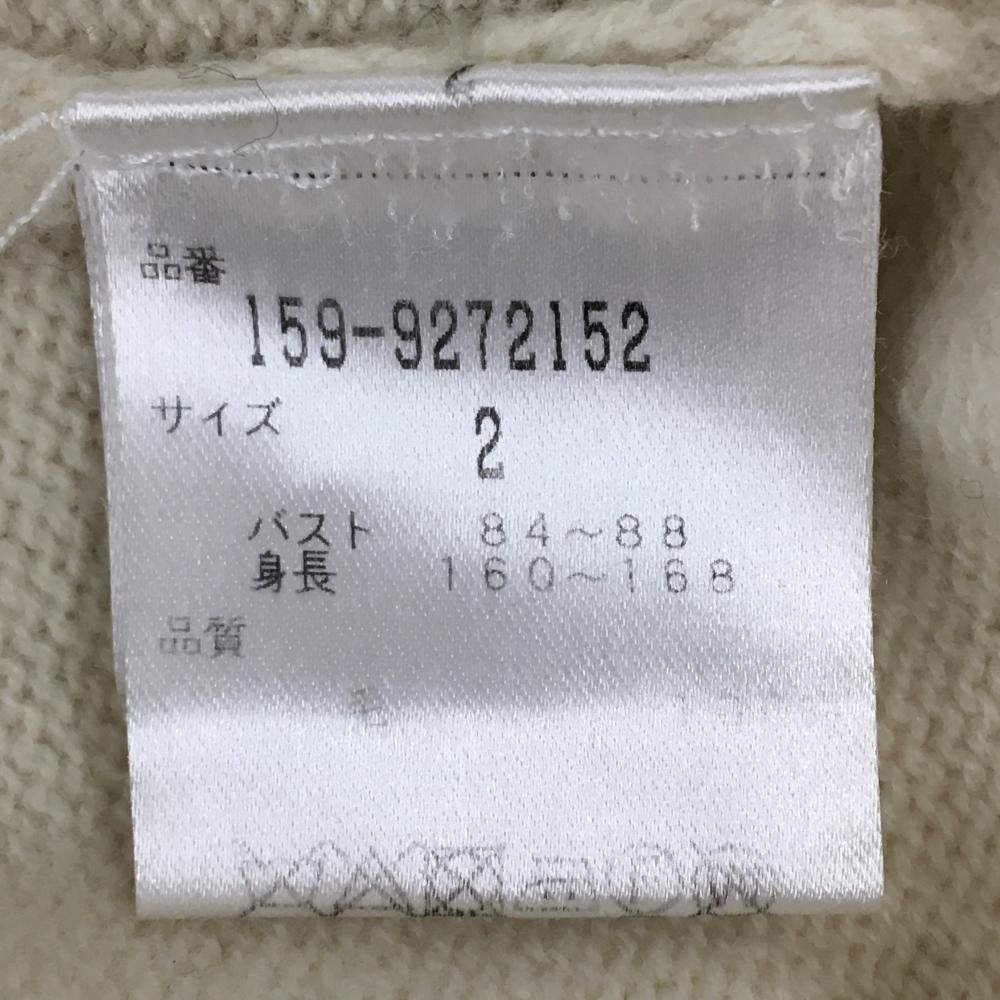 品番
159-9272152
サイズ 2
バスト 84～88
身長 160～168
品質
毛